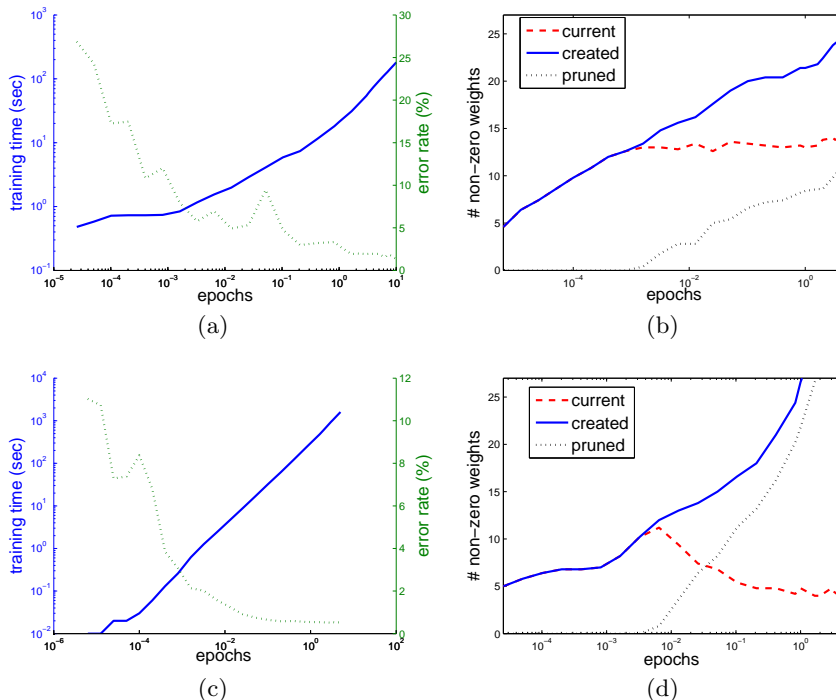 10³
10²
10¹
10⁰
10⁻¹
training time (sec)
30
25
20
15
10
5
0
error rate (%)
10⁻⁵ 10⁻⁴ 10⁻³ 10⁻² 10⁻¹ 10⁰ 10¹
epochs
(a)
25
20
15
10
5
0
# non-zero weights
current
created
pruned
10⁻⁴ 10⁻² 10⁰
epochs
(b)
10⁴
10³
10²
10¹
10⁰
10⁻¹
10⁻²
training time (sec)
12
10
8
6
4
2
0
error rate (%)
10⁻⁶ 10⁻⁴ 10⁻² 10⁰ 10²
epochs
(c)
25
20
15
10
5
0
# non-zero weights
current
created
pruned
10⁻⁴ 10⁻³ 10⁻² 10⁻¹ 10⁰
epochs
(d)